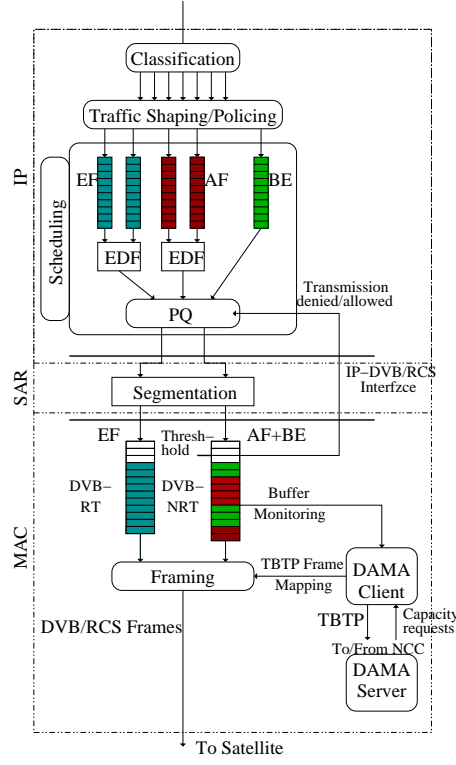 Classification
Traffic Shaping/Policing
IP
Scheduling
EF
AF
BE
EDF
EDF
Transmission
denied/allowed
PQ
IP–DVB/RCS
Interfzce
SAR
Segmentation
EF
Thresh–
hold
AF+BE
DVB–
RT
DVB–
NRT
Buffer
Monitoring
MAC
Framing
TBTP Frame
Mapping
DAMA
Client
DVB/RCS Frames
TBTP
Capacity
requests
To/From NCC
DAMA
Server
To Satellite